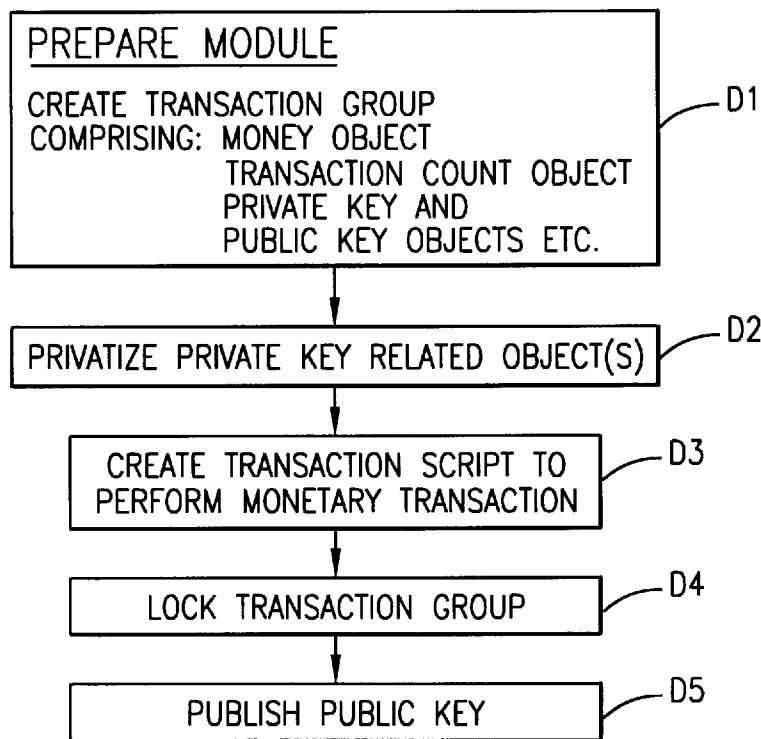 PREPARE MODULE
CREATE TRANSACTION GROUP
COMPRISING: MONEY OBJECT
TRANSACTION COUNT OBJECT
PRIVATE KEY AND
PUBLIC KEY OBJECTS ETC.
D1
PRIVATIZE PRIVATE KEY RELATED OBJECT(S)
D2
CREATE TRANSACTION SCRIPT TO
PERFORM MONETARY TRANSACTION
D3
LOCK TRANSACTION GROUP
D4
PUBLISH PUBLIC KEY
D5